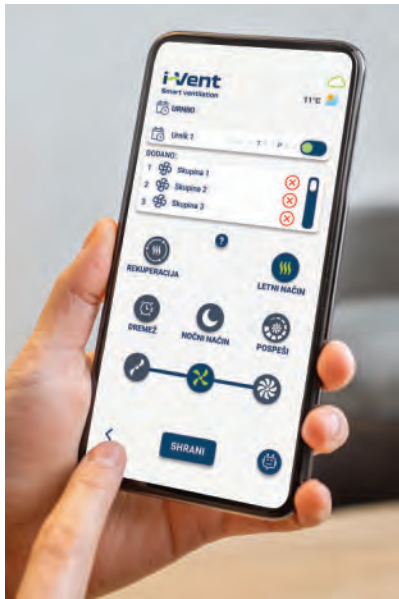 i-Vent
Smart ventilation
11°C
URNIKI
Urnik 1
T P
DODANO:
1 Skupina 1
2 Skupina 2
3 Skupina 3
?
REKUPERACIJA
LETNI NAČIN
DREMEŽ
NOČNI NAČIN
POSPEŠI
SHRANI